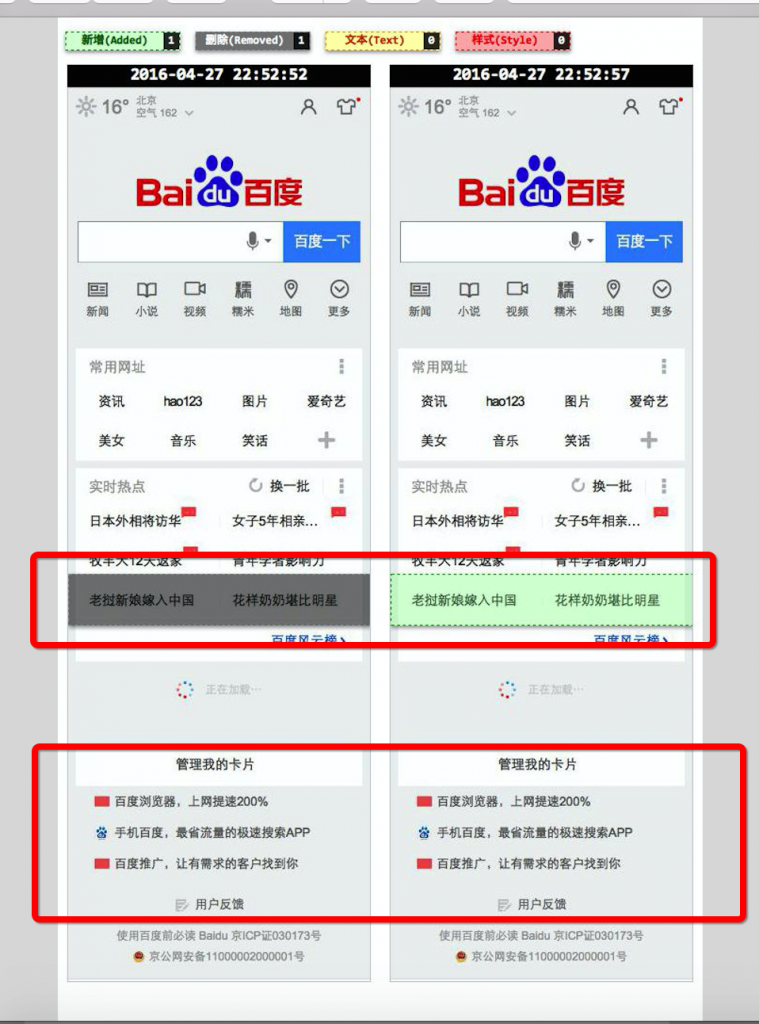 新增(Added) 1 删除(Removed) 1 文本(Text) 0 样式(Style) 0
2016-04-27 22:52:52
16° 北京
空气 162
Bai du 百度
百度一下
新闻 小说 视频 糯米 地图 更多
常用网址
资讯 hao123 图片 爱奇艺
美女 音乐 笑话
实时热点 换一批
日本外相将访华 女子5年相亲...
牧羊犬12天返家 青年学者影响力
老挝新娘嫁入中国 花样奶奶堪比明星
百度风云榜
正在加载...
管理我的卡片
百度浏览器，上网提速200%
手机百度，最省流量的极速搜索APP
百度推广，让有需求的客户找到你
用户反馈
使用百度前必读 Baidu 京ICP证030173号
京公网安备11000002000001号
2016-04-27 22:52:57
16° 北京
空气 162
Bai du 百度
百度一下
新闻 小说 视频 糯米 地图 更多
常用网址
资讯 hao123 图片 爱奇艺
美女 音乐 笑话
实时热点 换一批
日本外相将访华 女子5年相亲...
牧羊犬12天返家 青年学者影响力
老挝新娘嫁入中国 花样奶奶堪比明星
百度风云榜
正在加载...
管理我的卡片
百度浏览器，上网提速200%
手机百度，最省流量的极速搜索APP
百度推广，让有需求的客户找到你
用户反馈
使用百度前必读 Baidu 京ICP证030173号
京公网安备11000002000001号